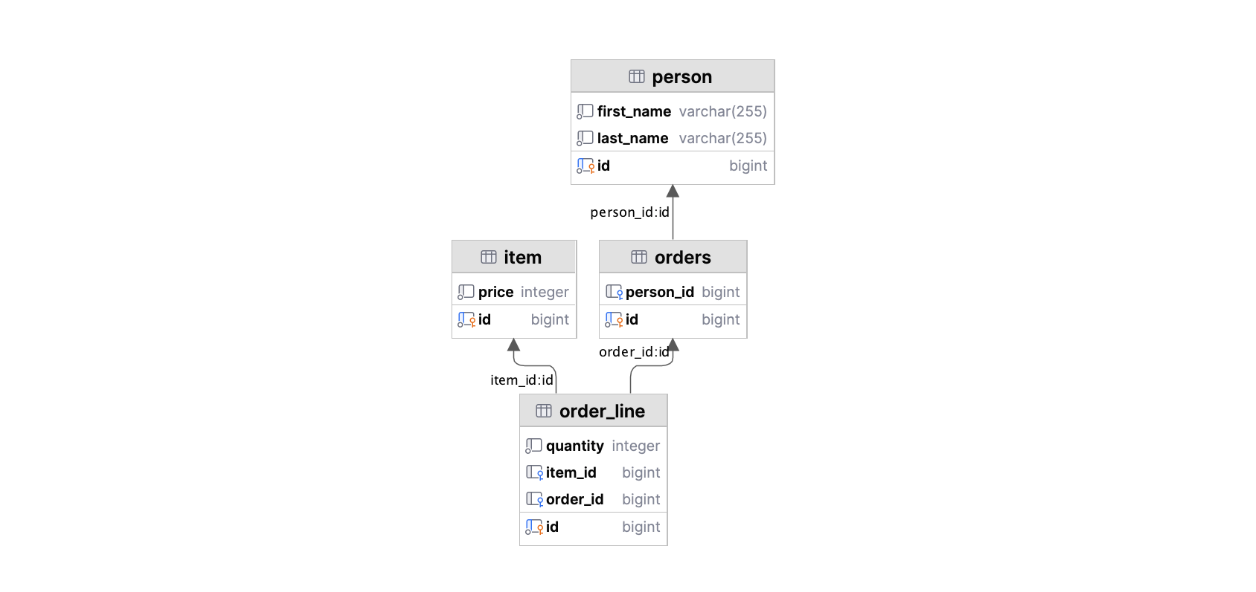 person
first_name varchar(255)
last_name varchar(255)
id bigint
person_id:id
item
price integer
id bigint
orders
person_id bigint
id bigint
order_id:id
item_id:id
order_line
quantity integer
item_id bigint
order_id bigint
id bigint